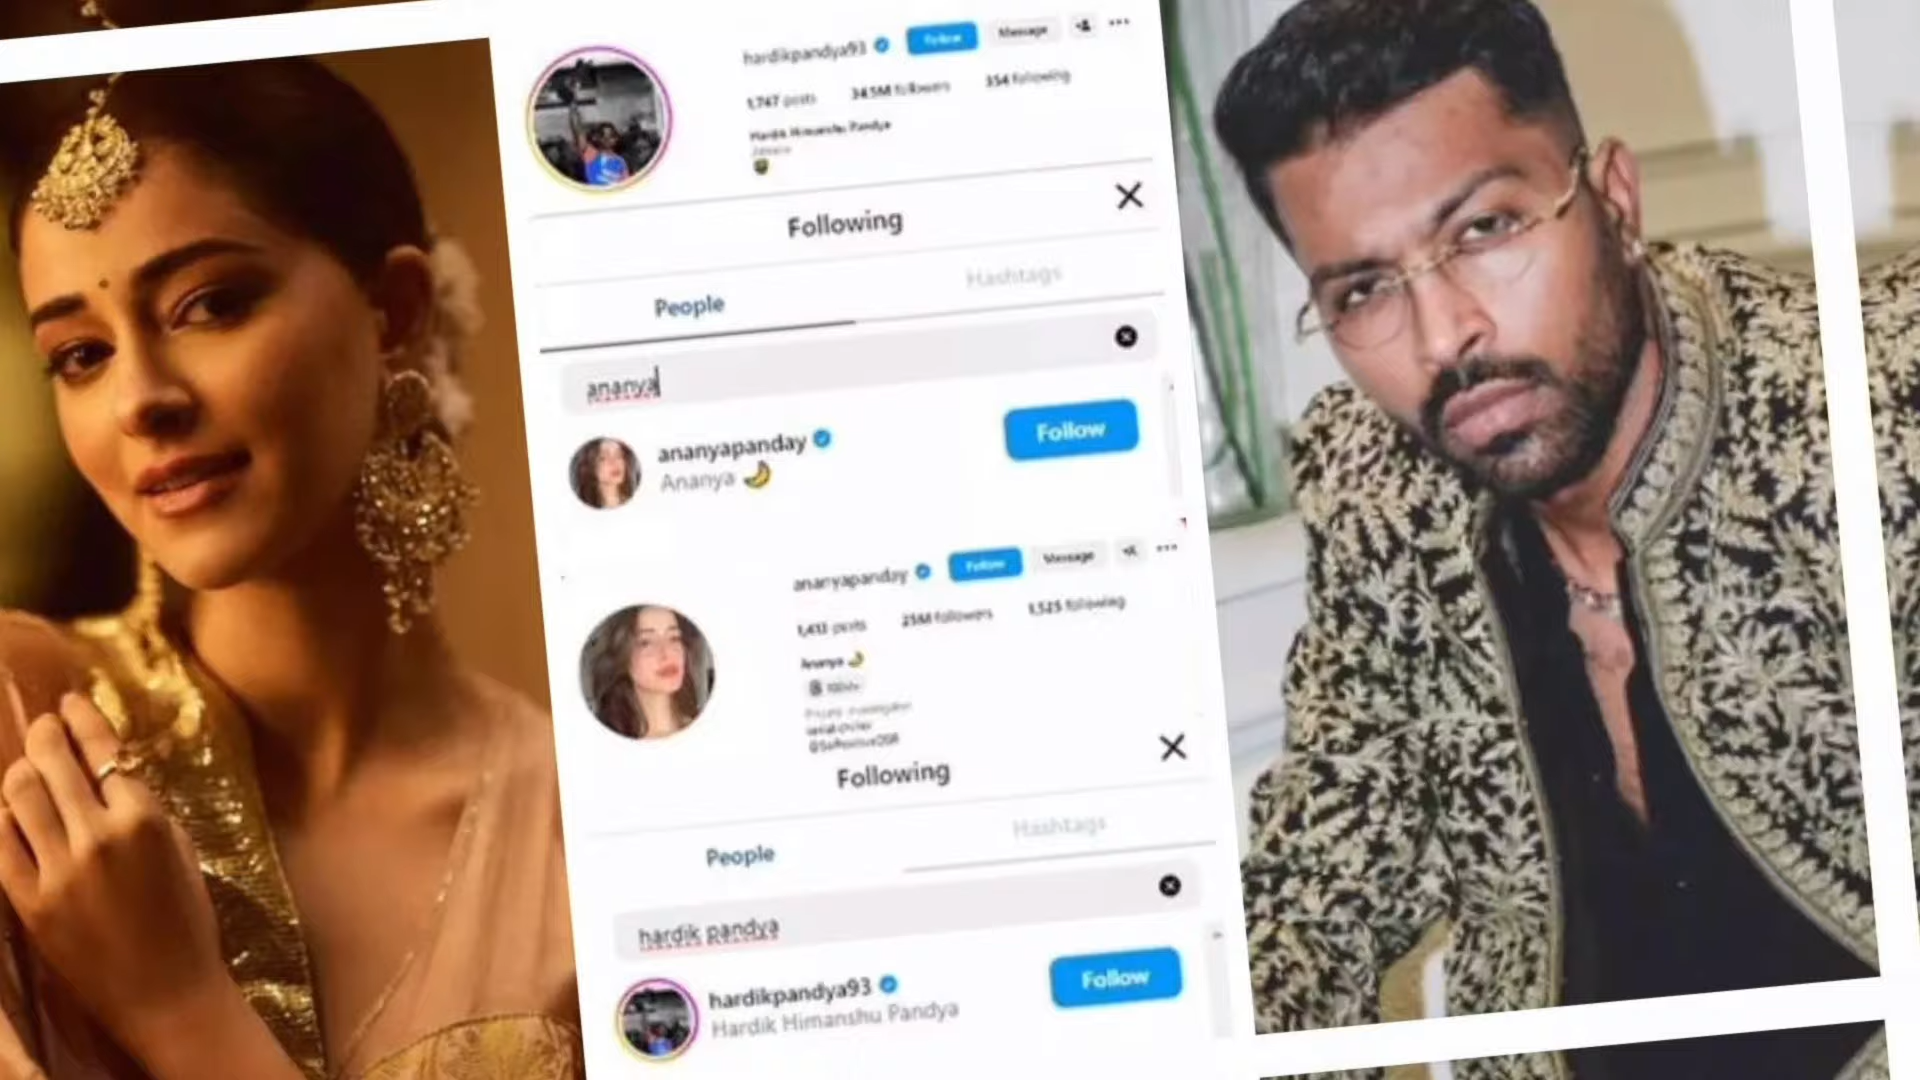 hardikpandya93 Follow Message
1,747 posts 34.5M followers 354 following
Hardik Himanshu Pandya
Following
People Hashtags
ananya
ananyapanday Follow
Ananya
ananyapanday Follow Message
1,413 posts 25M followers 1,525 following
Ananya
Following
People Hashtags
hardik pandya
hardikpandya93 Follow
Hardik Himanshu Pandya